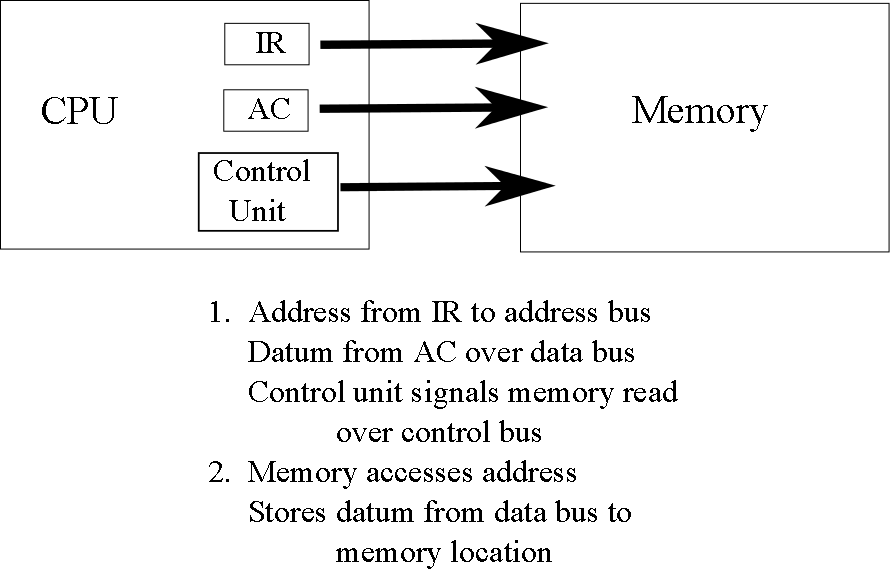 IR
CPU
AC
Memory
Control
Unit
1. Address from IR to address bus
Datum from AC over data bus
Control unit signals memory read
over control bus
2. Memory accesses address
Stores datum from data bus to
memory location